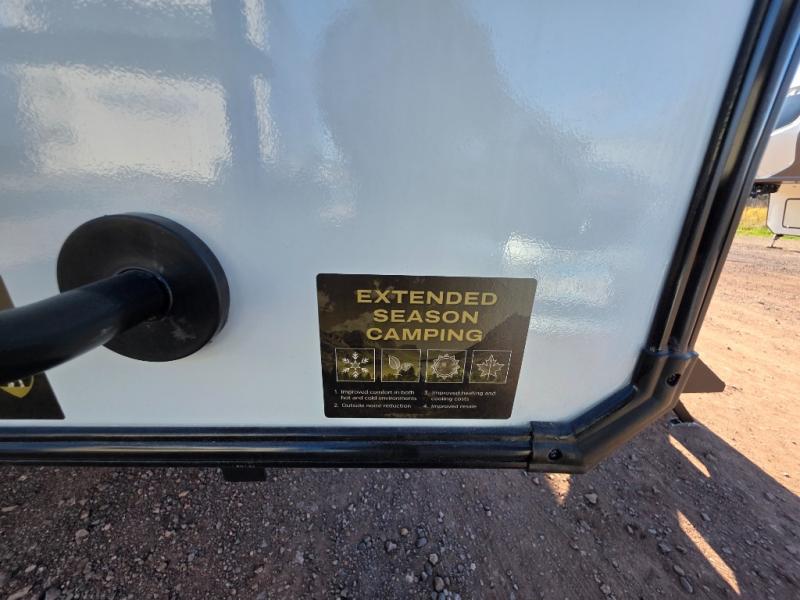 EXTENDED
SEASON
CAMPING
1. Improved comfort in both
hot and cold environments
2. Outside noise reduction
3. Improved heating and
cooling costs
4. Improved resale